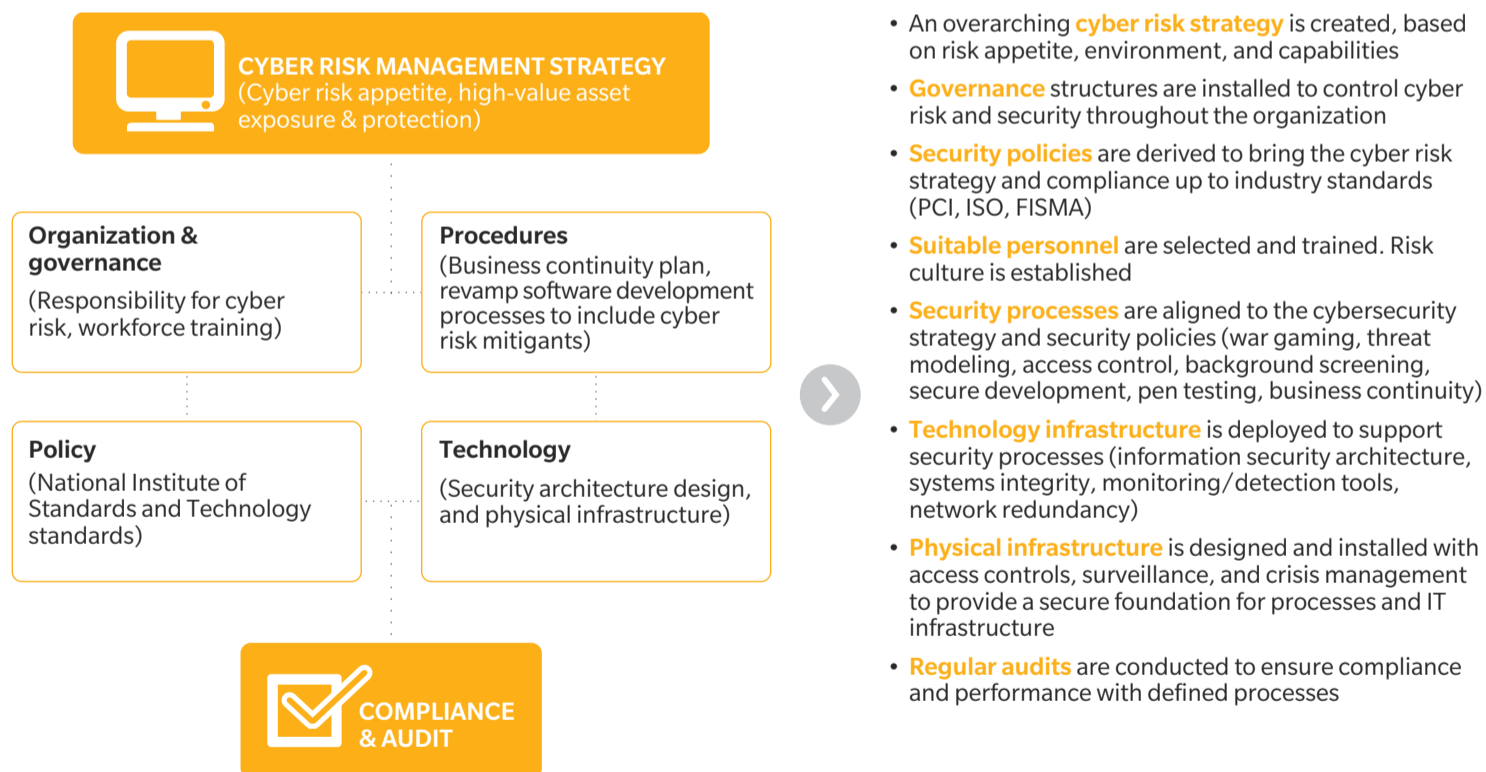 CYBER RISK MANAGEMENT STRATEGY
(Cyber risk appetite, high-value asset
exposure & protection)
Organization &
governance
(Responsibility for cyber
risk, workforce training)
Procedures
(Business continuity plan,
revamp software development
processes to include cyber
risk mitigants)
Policy
(National Institute of
Standards and Technology
standards)
Technology
(Security architecture design,
and physical infrastructure)
COMPLIANCE
& AUDIT
• An overarching cyber risk strategy is created, based
on risk appetite, environment, and capabilities
• Governance structures are installed to control cyber
risk and security throughout the organization
• Security policies are derived to bring the cyber risk
strategy and compliance up to industry standards
(PCI, ISO, FISMA)
• Suitable personnel are selected and trained. Risk
culture is established
• Security processes are aligned to the cybersecurity
strategy and security policies (war gaming, threat
modeling, access control, background screening,
secure development, pen testing, business continuity)
• Technology infrastructure is deployed to support
security processes (information security architecture,
systems integrity, monitoring/detection tools,
network redundancy)
• Physical infrastructure is designed and installed with
access controls, surveillance, and crisis management
to provide a secure foundation for processes and IT
infrastructure
• Regular audits are conducted to ensure compliance
and performance with defined processes